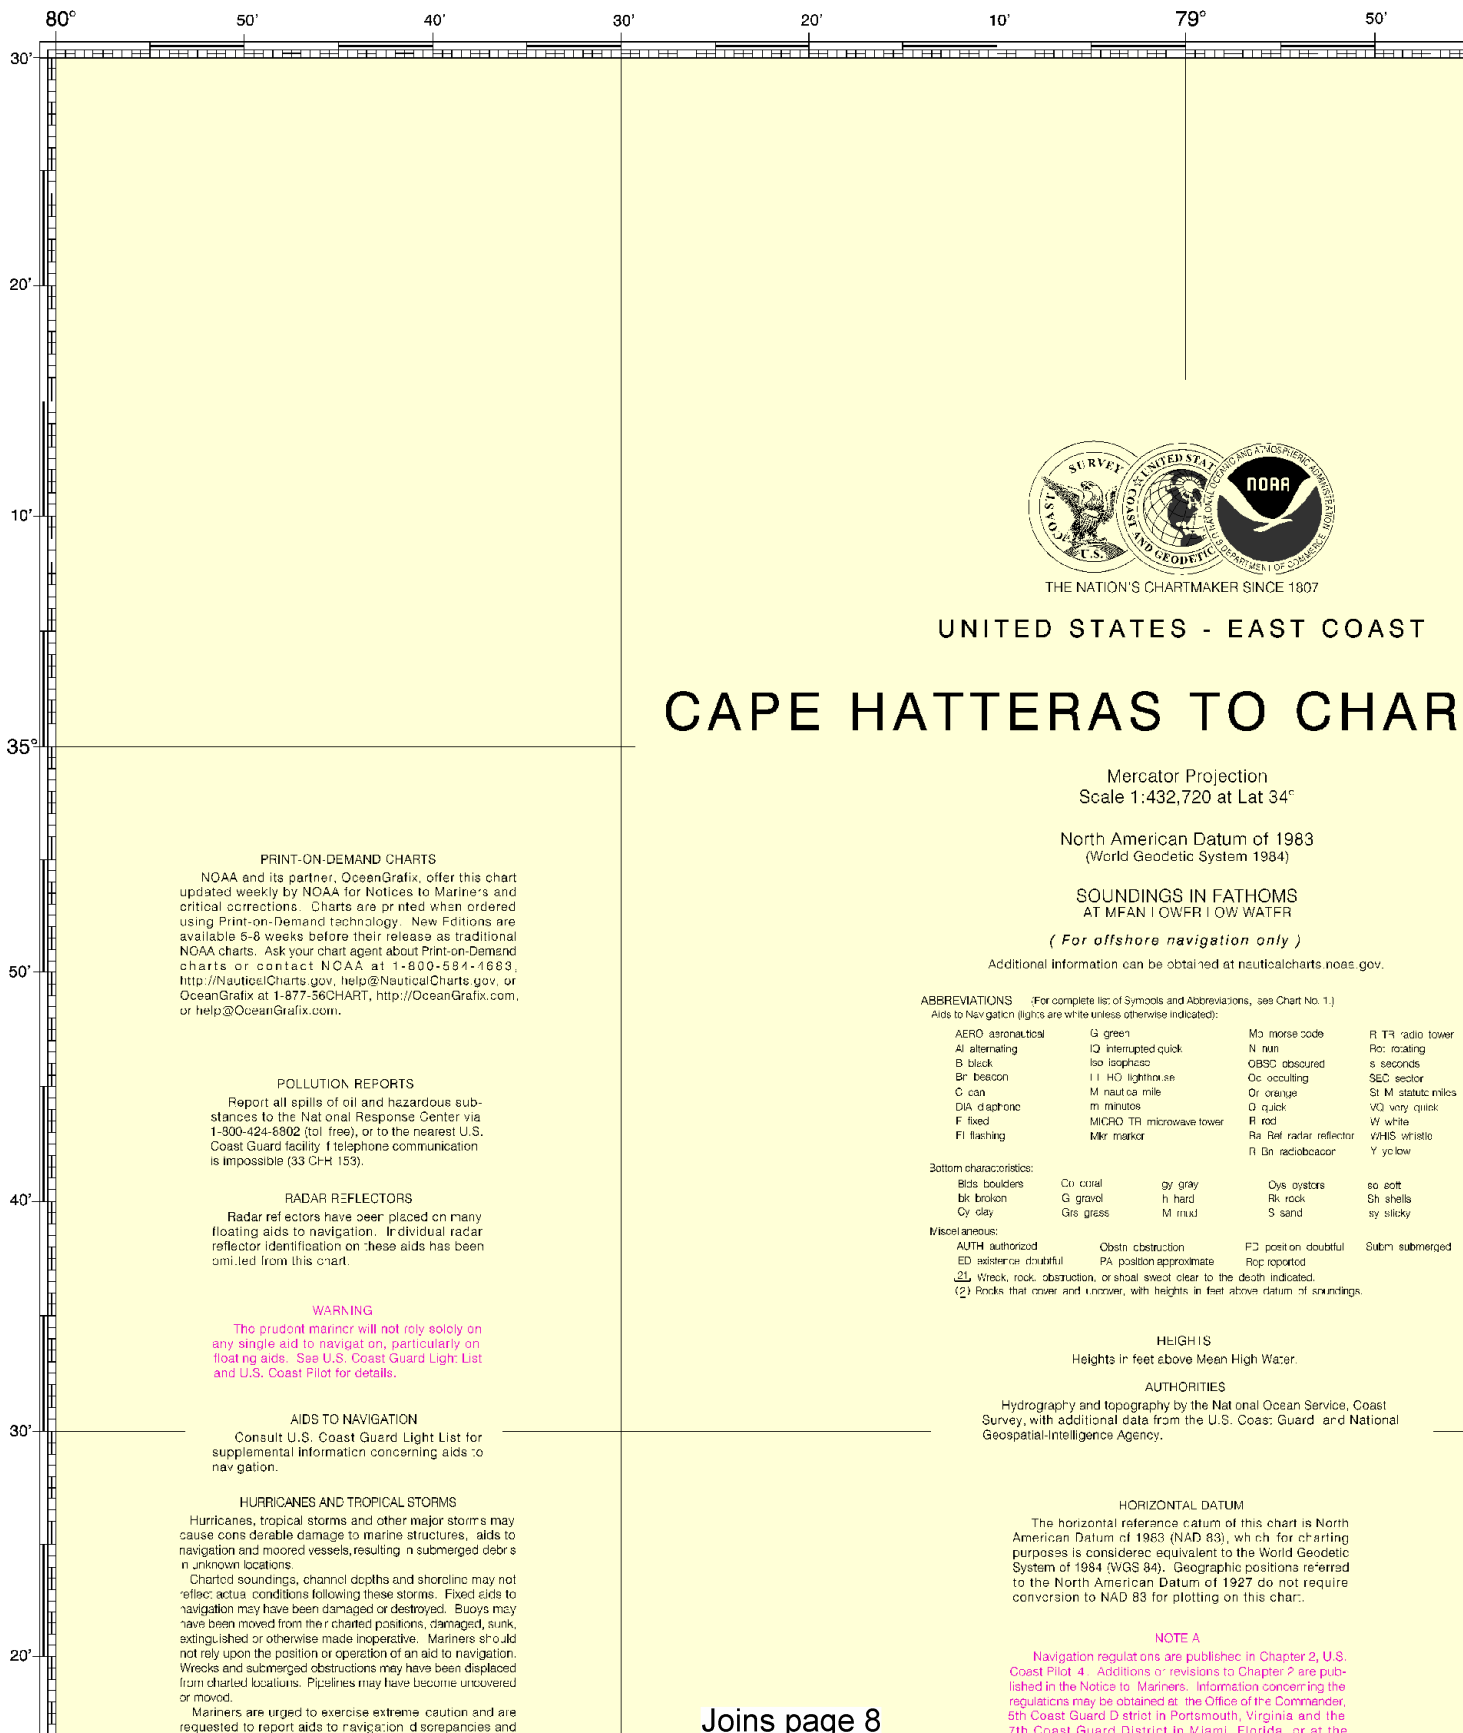 80° 50' 40' 30' 20' 10' 79° 50'
30'
20'
10'
35°
50'
40'
30'
20'
SURVEY
COAST
U.S.
UNITED STAT
COAST AND GEODETIC
NATIONAL OCEANIC AND ATMOSPHERIC ADMINISTRATION
U.S. DEPARTMENT OF COMMERCE
NOAA
THE NATION'S CHARTMAKER SINCE 1807
UNITED STATES - EAST COAST
CAPE HATTERAS TO CHAR
Mercator Projection
Scale 1:432,720 at Lat 34°
North American Datum of 1983
(World Geodetic System 1984)
SOUNDINGS IN FATHOMS
AT MEAN LOWER LOW WATER
( For offshore navigation only )
Additional information can be obtained at nauticalcharts.noaa.gov.
ABBREVIATIONS (For complete list of Symbols and Abbreviations, see Chart No. 1.)
Aids to Navigation (lights are white unless otherwise indicated):
AERO aeronautical G green Mo morse code R TR radio tower
Al alternating IQ interrupted quick N nun Rot rotating
B black Iso isophase OBSC obscured s seconds
Bn beacon LT HO lighthouse Oc occulting SEC sector
C can M nautical mile Or orange St M statute miles
DIA diaphone m minutes Q quick VQ very quick
F fixed MICRO TR microwave tower R red W white
Fl flashing Mkr marker Ra Ref radar reflector WHIS whistle
R Bn radiobeacon Y yellow
Bottom characteristics:
Blds boulders Co coral gy gray Oys oysters so soft
bk broken G gravel h hard Rk rock Sh shells
Cy clay Grs grass M mud S sand sy sticky
Miscellaneous:
AUTH authorized Obstn obstruction PD position doubtful Subm submerged
ED existence doubtful PA position approximate Rep reported
21, Wreck, rock, obstruction, or shoal swept clear to the depth indicated.
(2) Rocks that cover and uncover, with heights in feet above datum of soundings.
HEIGHTS
Heights in feet above Mean High Water.
AUTHORITIES
Hydrography and topography by the National Ocean Service, Coast
Survey, with additional data from the U.S. Coast Guard and National
Geospatial-Intelligence Agency.
HORIZONTAL DATUM
The horizontal reference datum of this chart is North
American Datum of 1983 (NAD 83), which for charting
purposes is considered equivalent to the World Geodetic
System of 1984 (WGS 84). Geographic positions referred
to the North American Datum of 1927 do not require
conversion to NAD 83 for plotting on this chart.
NOTE A
Navigation regulations are published in Chapter 2, U.S.
Coast Pilot 4. Additions or revisions to Chapter 2 are pub-
lished in the Notice to Mariners. Information concerning the
regulations may be obtained at the Office of the Commander,
5th Coast Guard District in Portsmouth, Virginia and the
7th Coast Guard District in Miami, Florida, or at the
PRINT-ON-DEMAND CHARTS
NOAA and its partner, OceanGrafix, offer this chart
updated weekly by NOAA for Notices to Mariners and
critical corrections. Charts are printed when ordered
using Print-on-Demand technology. New Editions are
available 6-8 weeks before their release as traditional
NOAA charts. Ask your chart agent about Print-on-Demand
charts or contact NOAA at 1-800-584-4683,
http://NauticalCharts.gov, help@NauticalCharts.gov, or
OceanGrafix at 1-877-56CHART, http://OceanGrafix.com,
or help@OceanGrafix.com.
POLLUTION REPORTS
Report all spills of oil and hazardous sub-
stances to the National Response Center via
1-800-424-8802 (toll free), or to the nearest U.S.
Coast Guard facility if telephone communication
is impossible (33 CFR 153).
RADAR REFLECTORS
Radar reflectors have been placed on many
floating aids to navigation. Individual radar
reflector identification on these aids has been
omitted from this chart.
WARNING
The prudent mariner will not rely solely on
any single aid to navigation, particularly on
floating aids. See U.S. Coast Guard Light List
and U.S. Coast Pilot for details.
AIDS TO NAVIGATION
Consult U.S. Coast Guard Light List for
supplemental information concerning aids to
navigation.
HURRICANES AND TROPICAL STORMS
Hurricanes, tropical storms and other major storms may
cause considerable damage to marine structures, aids to
navigation and moored vessels, resulting in submerged debris
in unknown locations.
Charted soundings, channel depths and shoreline may not
reflect actual conditions following these storms. Fixed aids to
navigation may have been damaged or destroyed. Buoys may
have been moved from their charted positions, damaged, sunk,
extinguished or otherwise made inoperative. Mariners should
not rely upon the position or operation of an aid to navigation.
Wrecks and submerged obstructions may have been displaced
from charted locations. Pipelines may have become uncovered
or moved.
Mariners are urged to exercise extreme caution and are
requested to report aids to navigation discrepancies and
Joins page 8